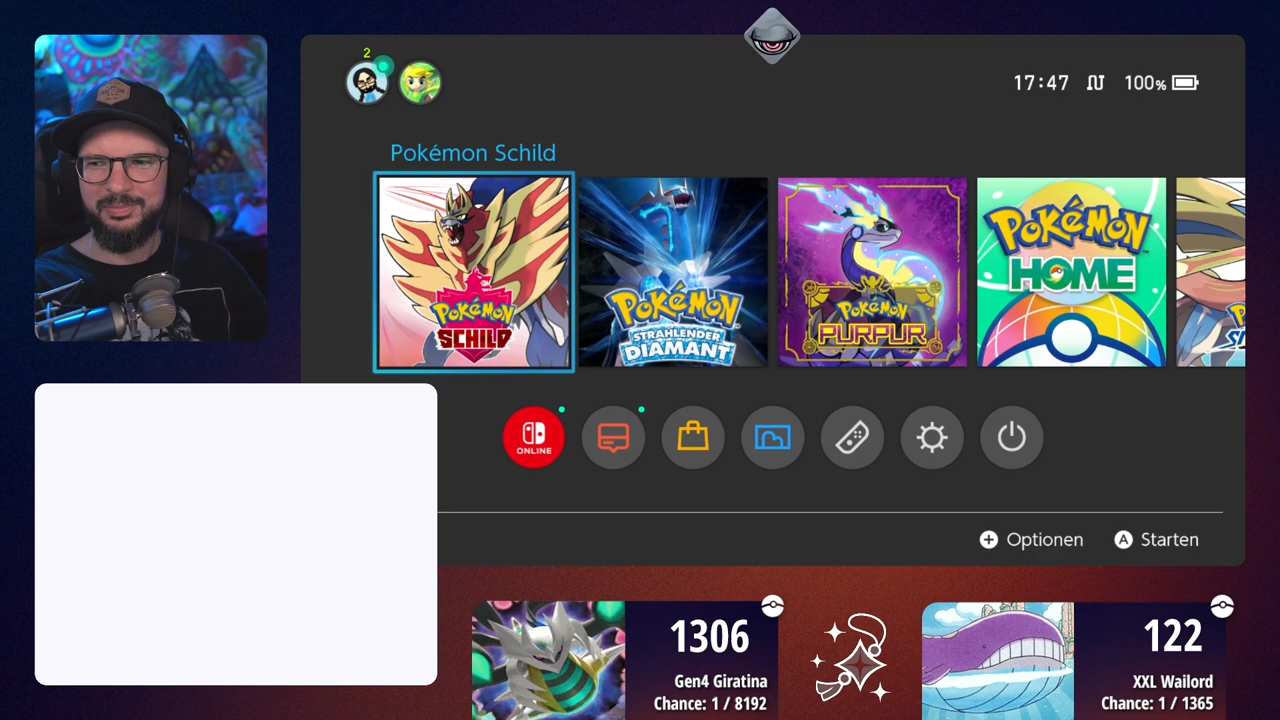 2
17:47
100%
Pokémon Schild
POKÉMON
SCHILD
POKÉMON
STRAHLENDER
DIAMANT
POKÉMON
PURPUR
POKÉMON
HOME
ONLINE
Optionen
A Starten
1306
Gen4 Giratina
Chance: 1 / 8192
122
XXL Wailord
Chance: 1 / 1365